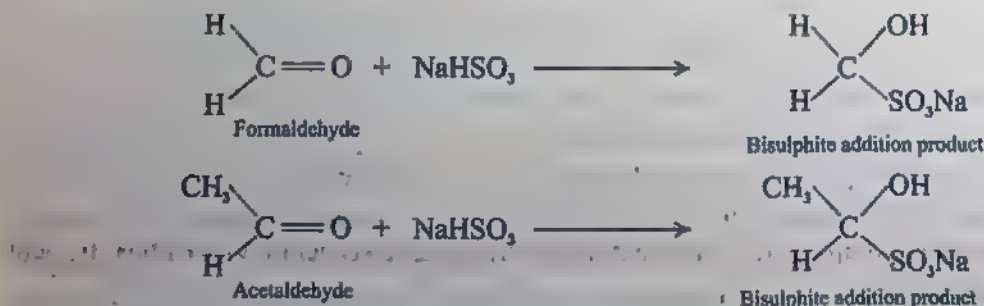 H H OH
C=O + NaHSO₃ ⟶ C
H H SO₃Na
Formaldehyde Bisulphite addition product
CH₃ CH₃ OH
C=O + NaHSO₃ ⟶ C
H H SO₃Na
Acetaldehyde Bisulphite addition product